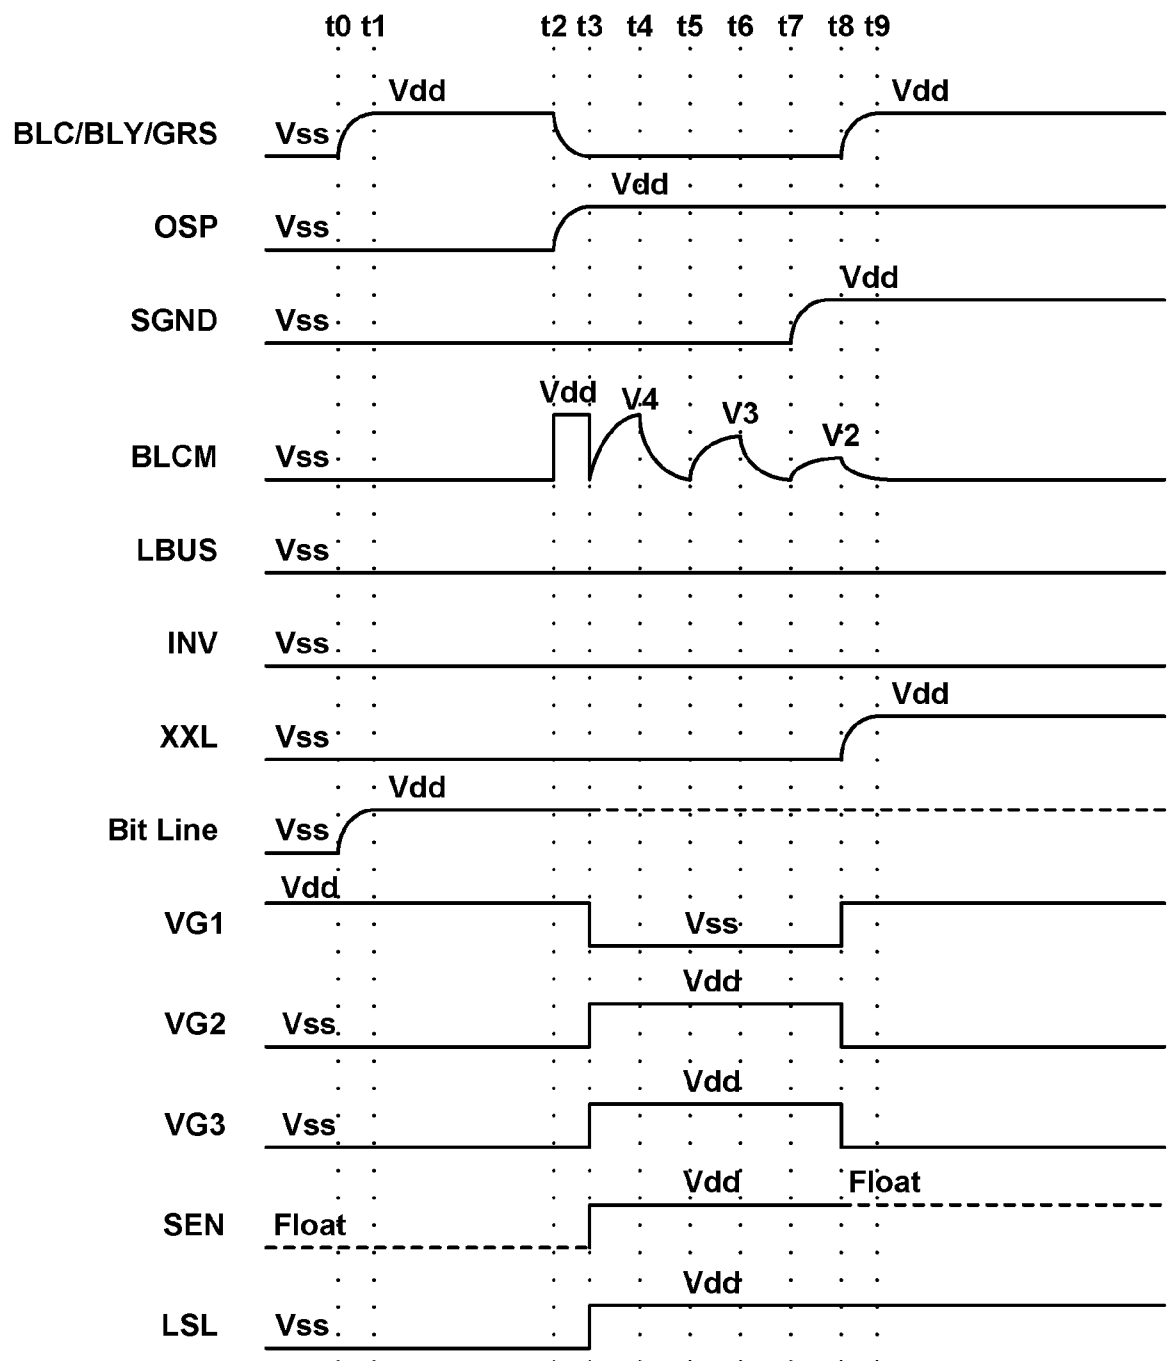 t0 t1 t2 t3 t4 t5 t6 t7 t8 t9
Vdd Vdd
BLC/BLY/GRS Vss
Vdd
OSP Vss
Vdd
SGND Vss
Vdd V4 V3 V2
BLCM Vss
LBUS Vss
INV Vss
Vdd
XXL Vss
Vdd
Bit Line Vss
Vdd
VG1 Vss
Vdd
VG2 Vss
Vdd
VG3 Vss
Vdd Float
SEN Float
Vdd
LSL Vss